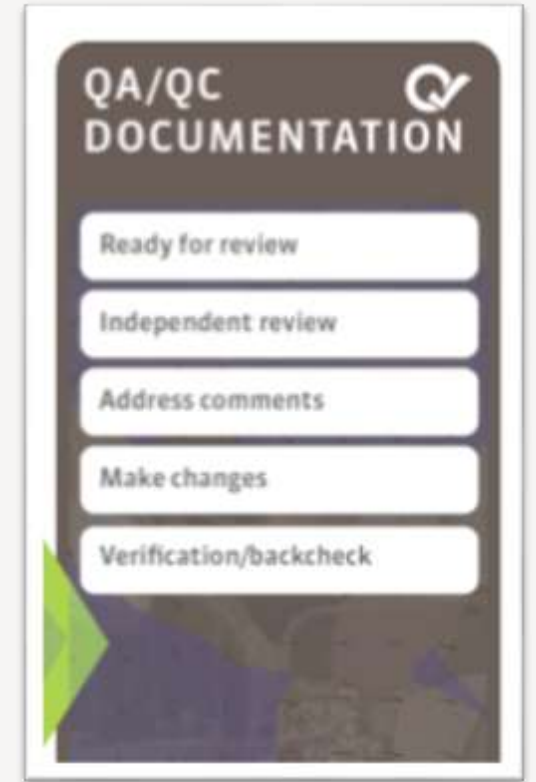 QA/QC
DOCUMENTATION
Ready for review
Independent review
Address comments
Make changes
Verification/backcheck